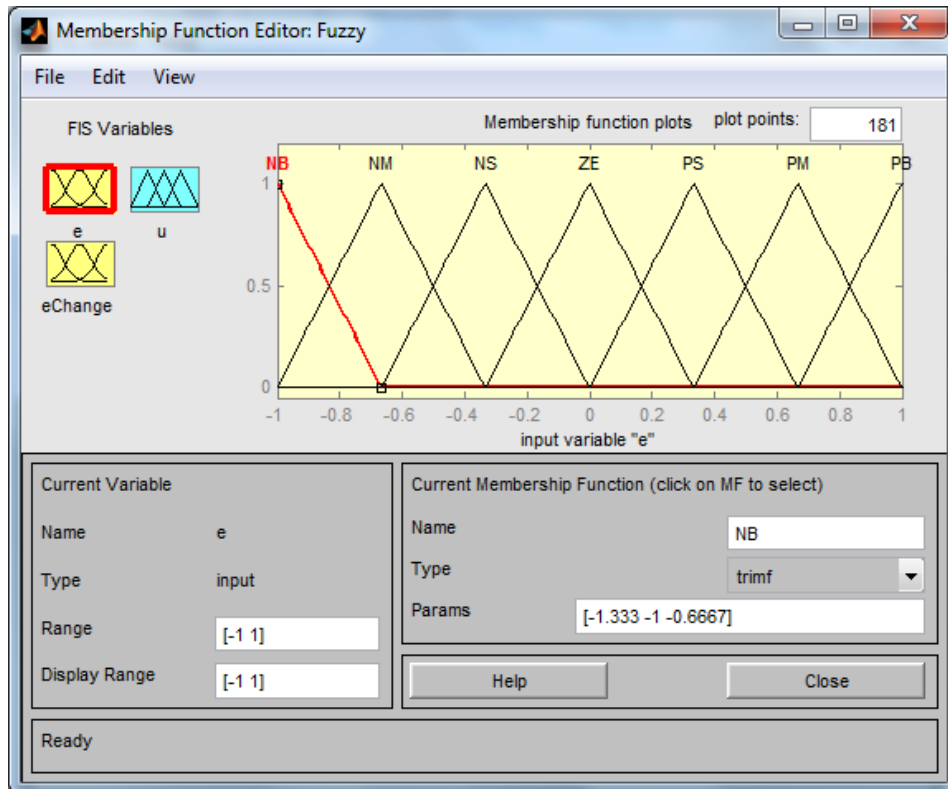 Membership Function Editor: Fuzzy
File Edit View
FIS Variables
Membership function plots plot points: 181
NB NM NS ZE PS PM PB
e u
eChange
1
0.5
0
-1 -0.8 -0.6 -0.4 -0.2 0 0.2 0.4 0.6 0.8 1
input variable "e"
Current Variable
Name e
Type input
Range [-1 1]
Display Range [-1 1]
Current Membership Function (click on MF to select)
Name NB
Type trimf
Params [-1.333 -1 -0.6667]
Help Close
Ready